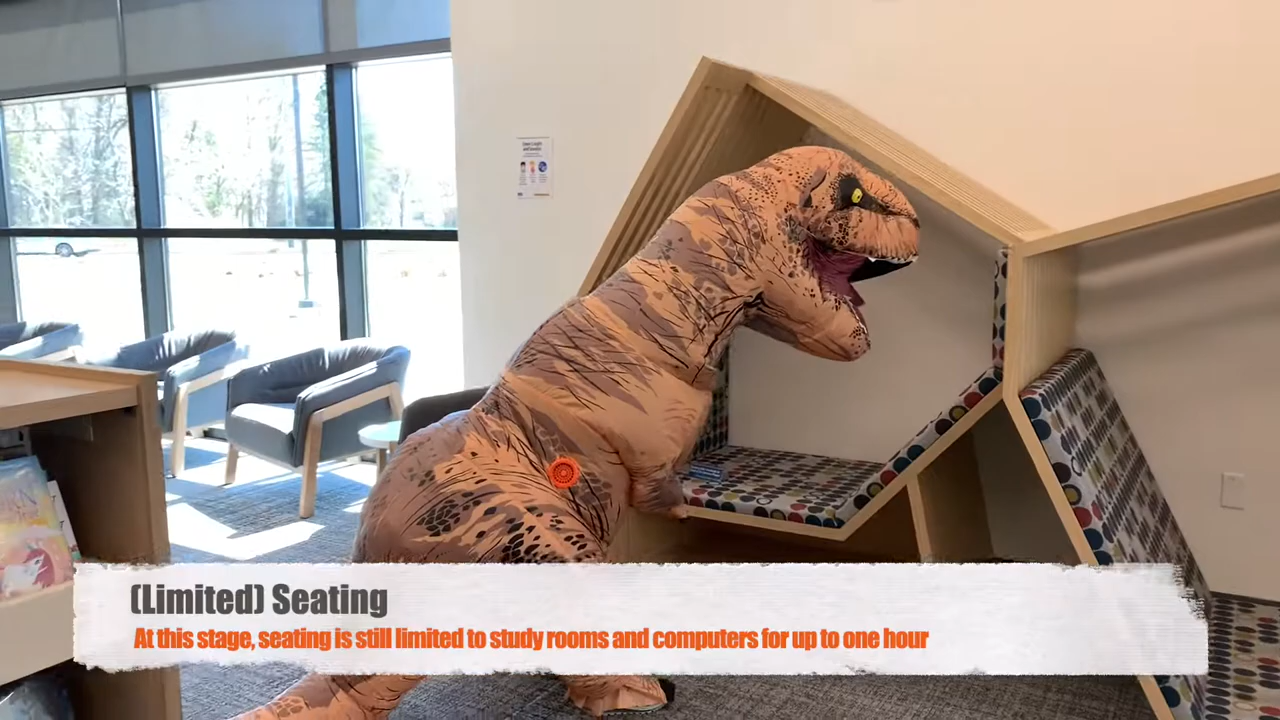 (Limited) Seating
At this stage, seating is still limited to study rooms and computers for up to one hour